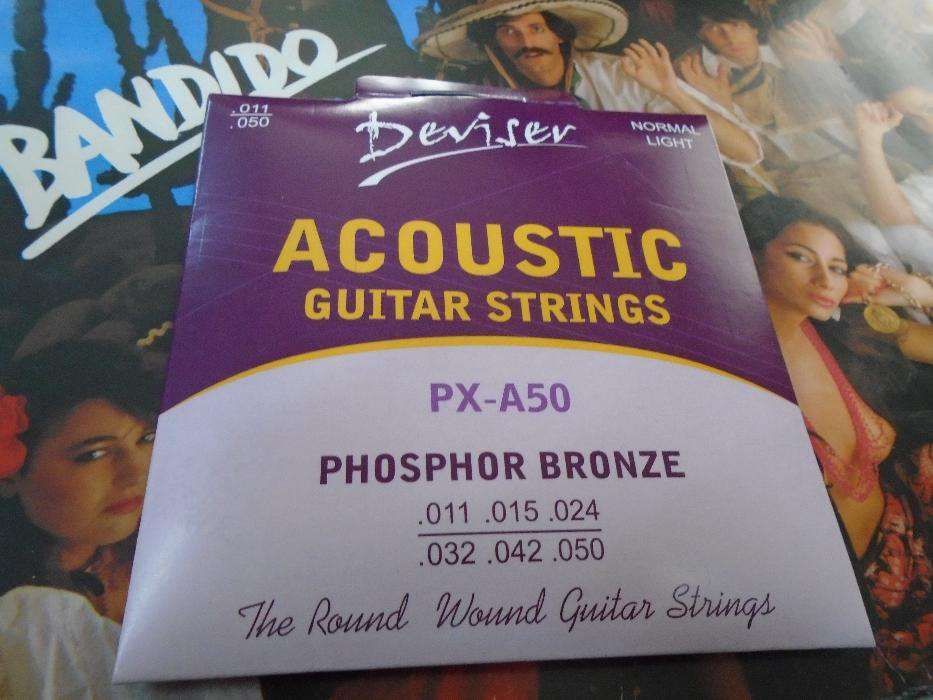 BANDIDO
.011
.050
Deviser
NORMAL
LIGHT
ACOUSTIC
GUITAR STRINGS
PX-A50
PHOSPHOR BRONZE
.011 .015 .024
.032 .042 .050
The Round Wound Guitar Strings